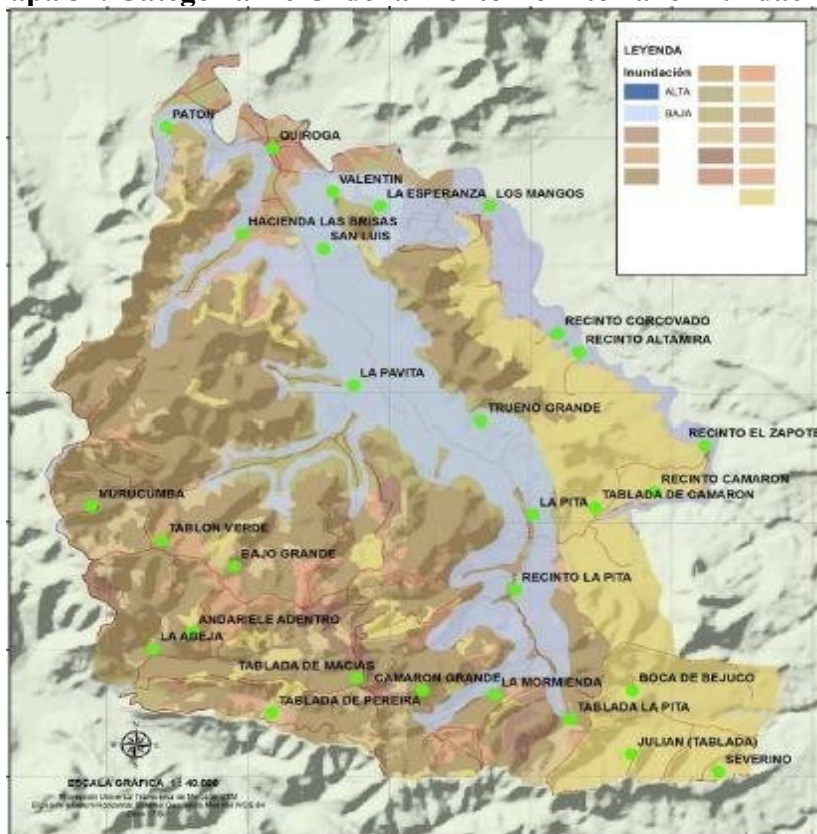 LEYENDA
Inundación
ALTA
BAJA
PATON
QUIROGA
VALENTIN
LA ESPERANZA
LOS MANGOS
HACIENDA LAS BRISAS
SAN LUIS
RECINTO CORCOVADO
RECINTO ALTAMIRA
LA PAVITA
TRUENO GRANDE
RECINTO EL ZAPOTE
RECINTO CAMARON
MURUCUMBA
TABLADA DE CAMARON
LA PITA
TABLON VERDE
BAJO GRANDE
RECINTO LA PITA
ANDARIELE ADENTRO
LA ABEJA
TABLADA DE MACIAS
CAMARON GRANDE
LA MORMIENDA
BOCA DE BEJUCO
TABLADA DE PEREIRA
TABLADA LA PITA
JULIAN (TABLADA)
SEVERINO
ESCALA GRÁFICA 1: 40.000